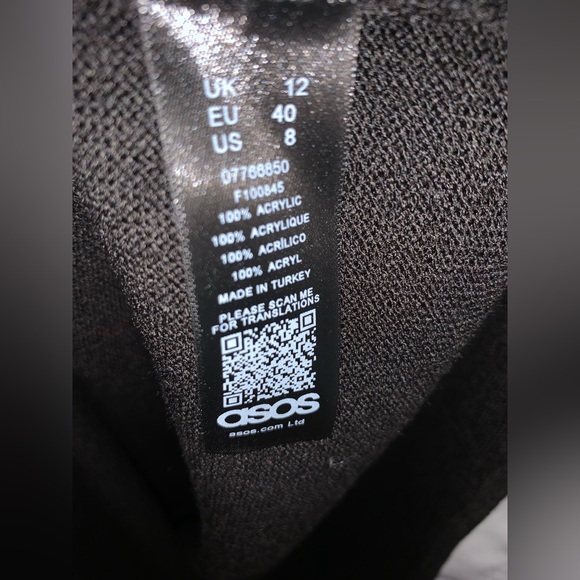 UK 12
EU 40
US 8
07766850
F100845
100% ACRYLIC
100% ACRYLIQUE
100% ACRÍLICO
100% ACRYL
MADE IN TURKEY
PLEASE SCAN ME
FOR TRANSLATIONS
asos
asos.com Ltd